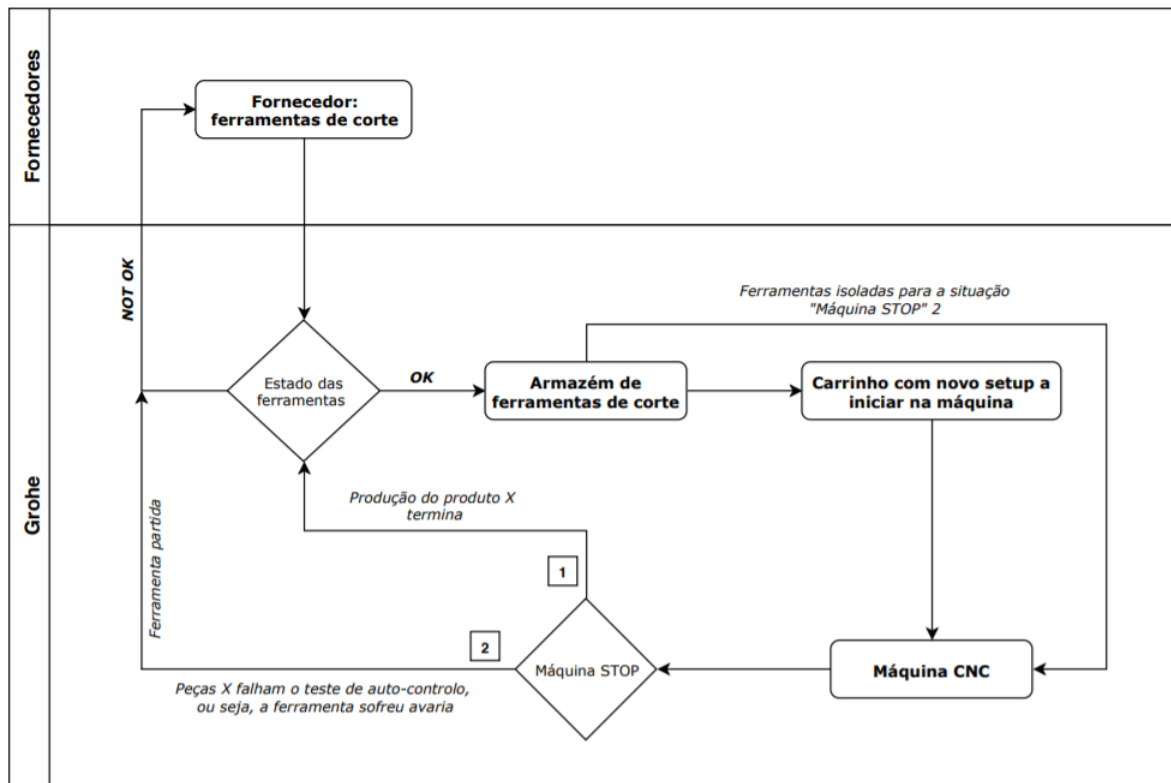 Fornecedores
Fornecedor:
ferramentas de corte
Grohe
NOT OK
Ferramentas isoladas para a situação
"Máquina STOP" 2
Estado das
ferramentas
OK
Armazém de
ferramentas de corte
Carrinho com novo setup a
iniciar na máquina
Produção do produto X
termina
Ferramenta partida
1
2
Máquina STOP
Máquina CNC
Peças X falham o teste de auto-controlo,
ou seja, a ferramenta sofreu avaria